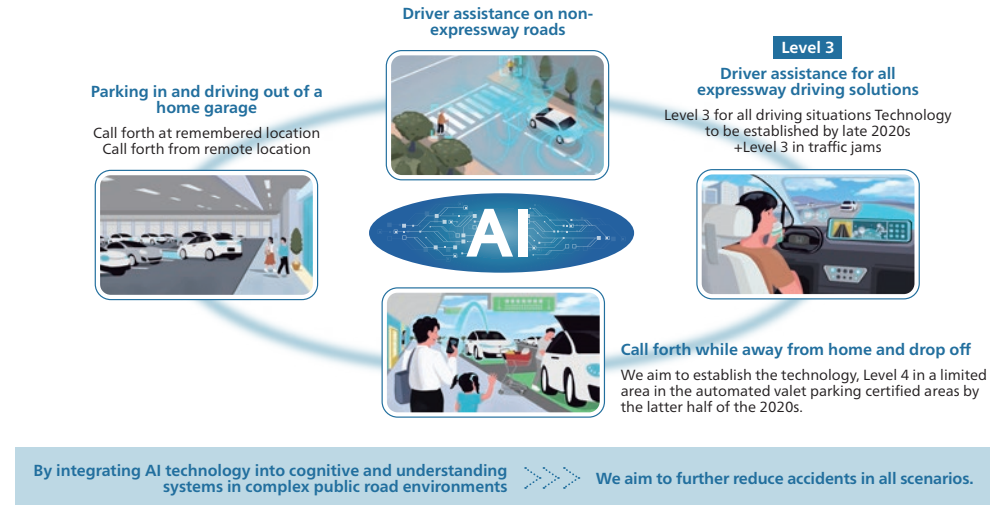 Driver assistance on non-
expressway roads
Level 3
Driver assistance for all
expressway driving solutions
Level 3 for all driving situations Technology
to be established by late 2020s
+Level 3 in traffic jams
Parking in and driving out of a
home garage
Call forth at remembered location
Call forth from remote location
AI
Call forth while away from home and drop off
We aim to establish the technology, Level 4 in a limited
area in the automated valet parking certified areas by
the latter half of the 2020s.
By integrating AI technology into cognitive and understanding
systems in complex public road environments
We aim to further reduce accidents in all scenarios.